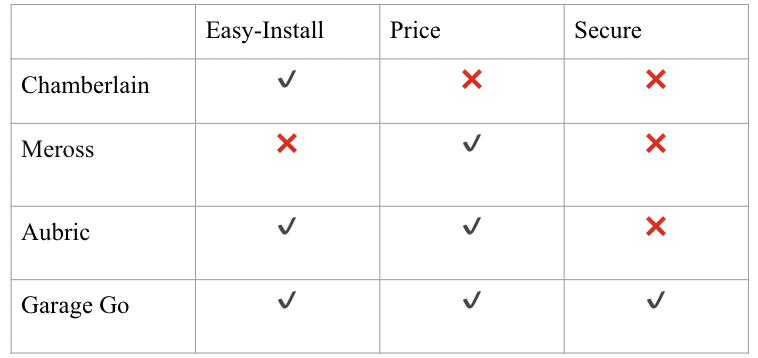 Easy-Install Price Secure
Chamberlain ✓ ❌ ❌
Meross ❌ ✓ ❌
Aubric ✓ ✓ ❌
Garage Go ✓ ✓ ✓